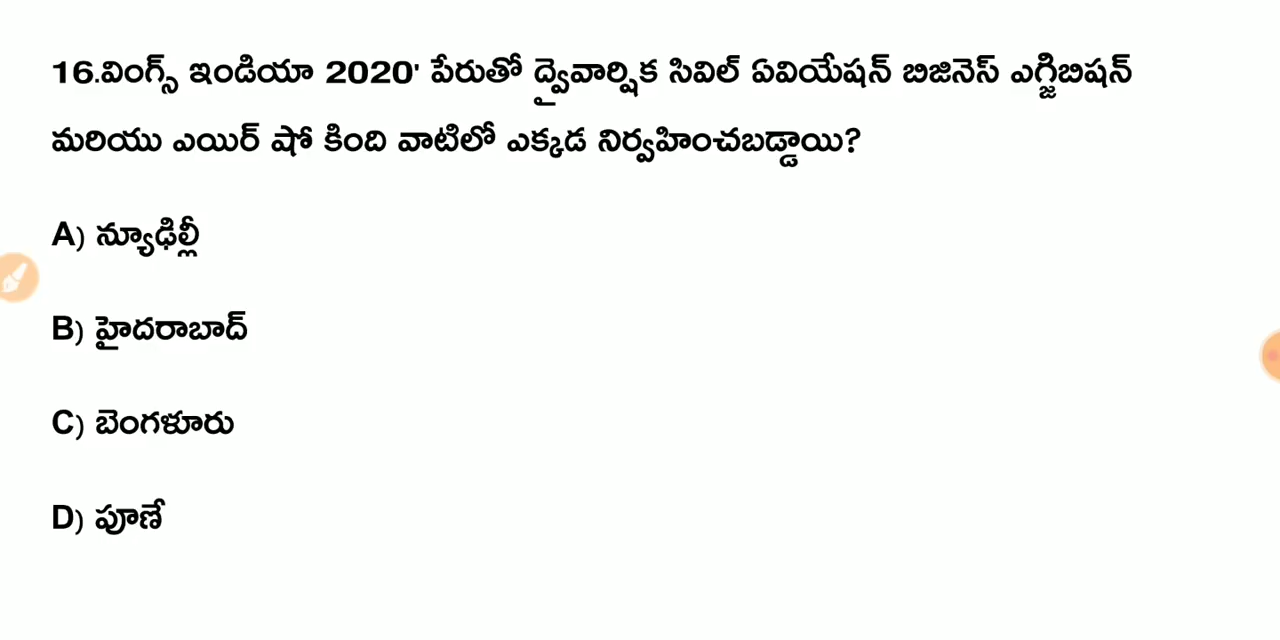 16.వింగ్స్ ఇండియా 2020' పేరుతో ద్వైవార్షిక సివిల్ ఏవియేషన్ బిజినెస్ ఎగ్జిబిషన్
మరియు ఎయిర్ షో కింది వాటిలో ఎక్కడ నిర్వహించబడ్డాయి?
A) న్యూఢిల్లీ
B) హైదరాబాద్
C) బెంగళూరు
D) పూణే